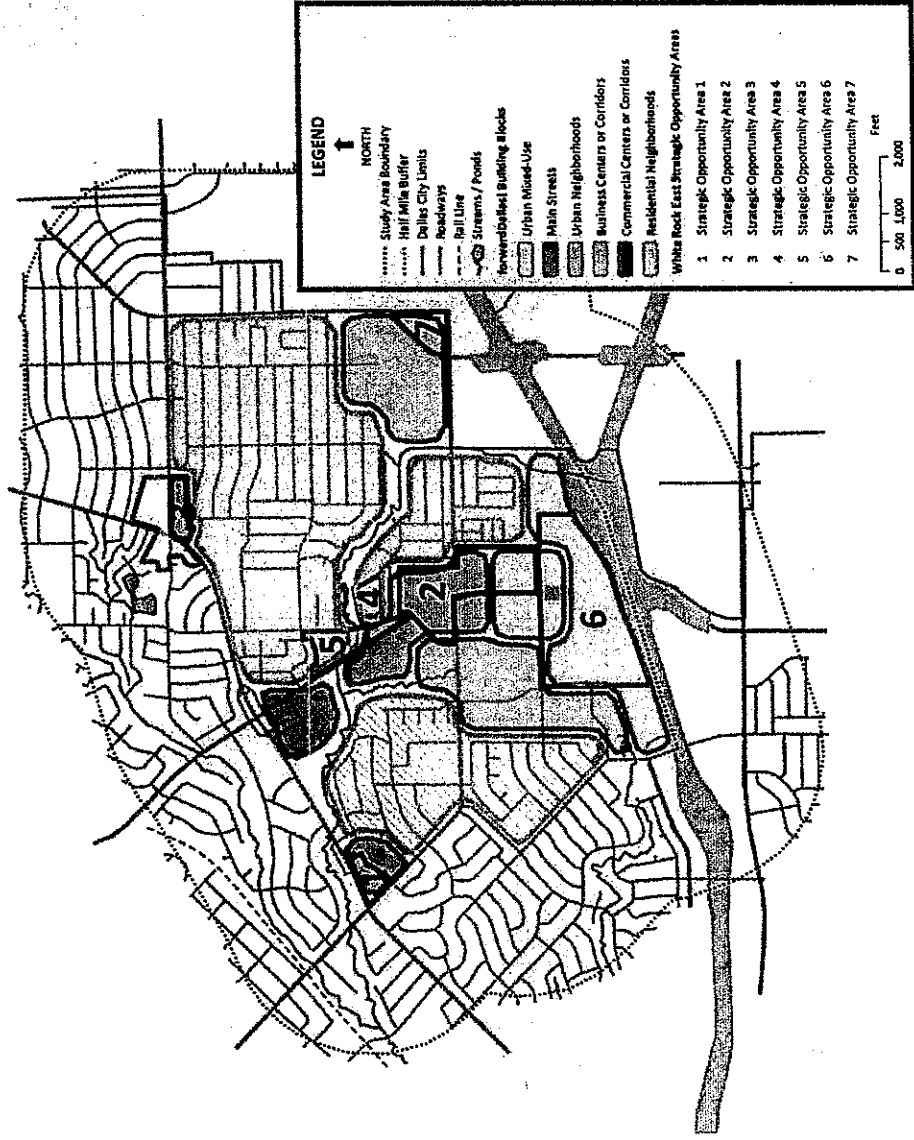 LEGEND
NORTH
Study Area Boundary
Half Mile Buffer
Dallas City Limits
Roadways
Rail Line
Streams / Ponds
forwardDallas! Building Blocks
Urban Mixed-Use
Main Streets
Urban Neighborhoods
Business Centers or Corridors
Commercial Centers or Corridors
Residential Neighborhoods
White Rock East Strategic Opportunity Areas
1 Strategic Opportunity Area 1
2 Strategic Opportunity Area 2
3 Strategic Opportunity Area 3
4 Strategic Opportunity Area 4
5 Strategic Opportunity Area 5
6 Strategic Opportunity Area 6
7 Strategic Opportunity Area 7
Feet
0 500 1,000 2,000
5
4
2
6